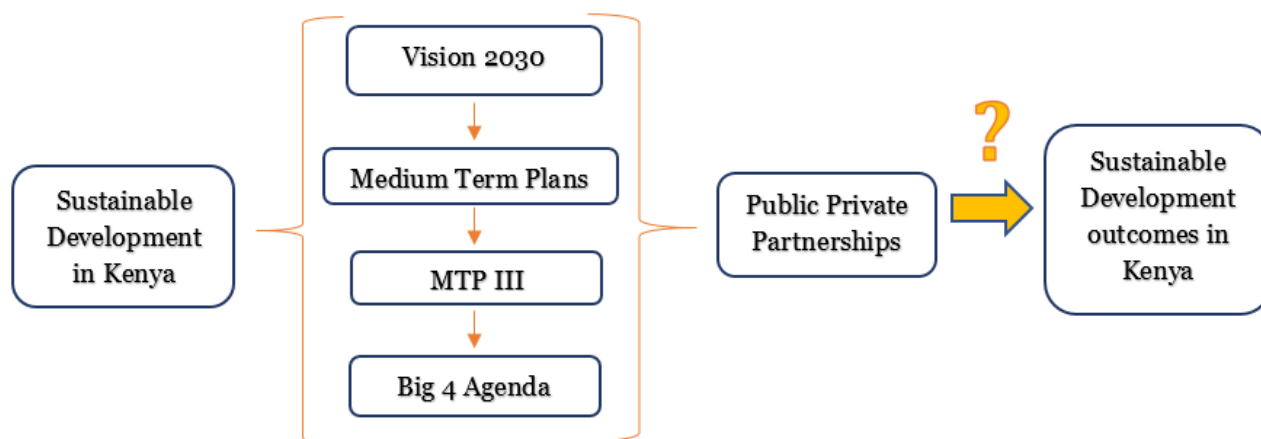 Sustainable
Development
in Kenya
Vision 2030
Medium Term Plans
MTP III
Big 4 Agenda
Public Private
Partnerships
?
Sustainable
Development
outcomes in
Kenya